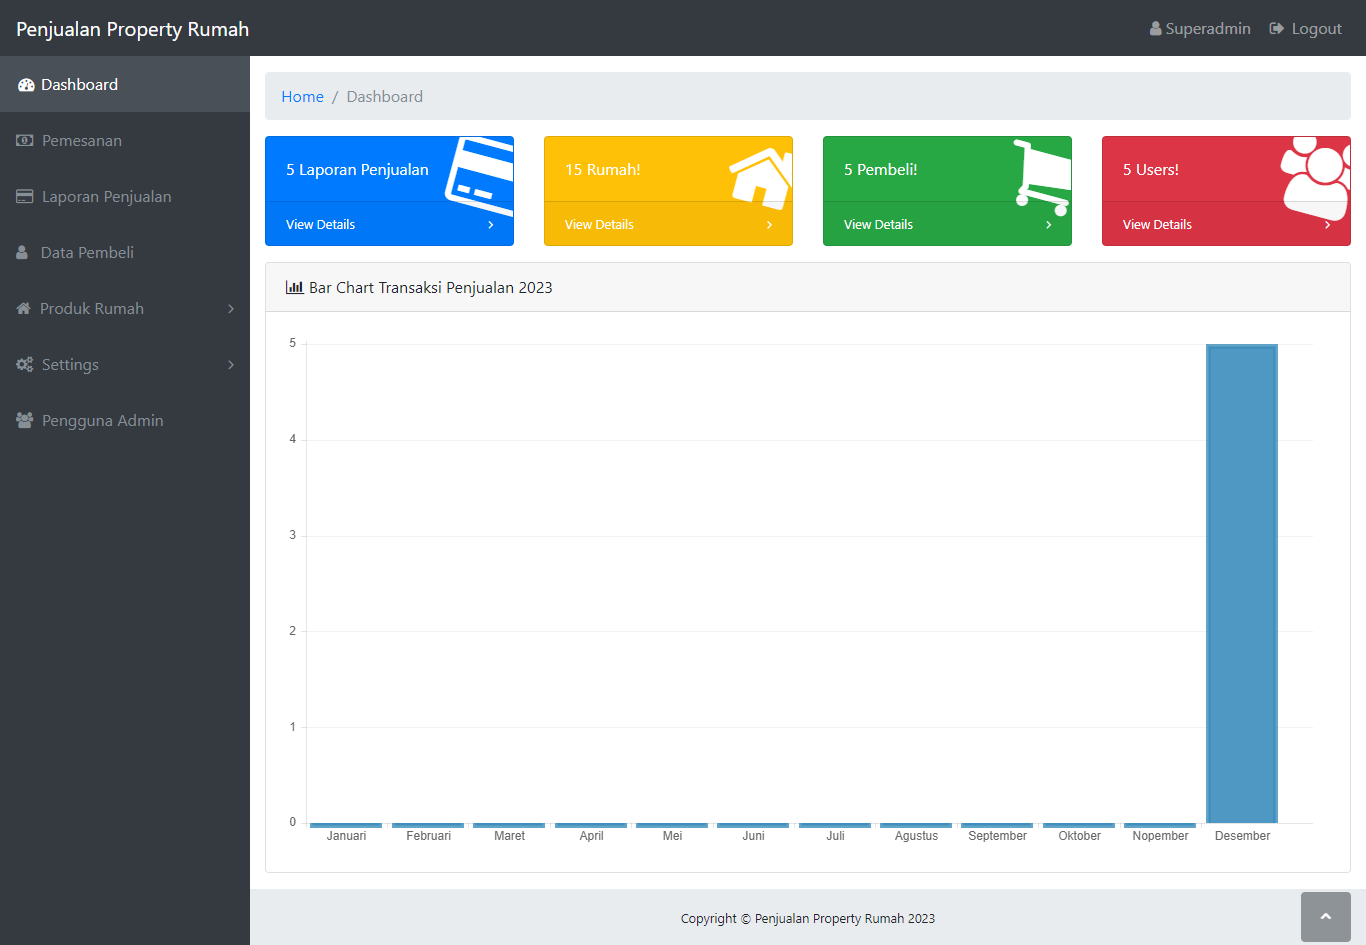 Penjualan Property Rumah
Superadmin
Logout
Dashboard
Pemesanan
Laporan Penjualan
Data Pembeli
Produk Rumah
Settings
Pengguna Admin
Home / Dashboard
5 Laporan Penjualan
View Details
15 Rumah!
View Details
5 Pembeli!
View Details
5 Users!
View Details
Bar Chart Transaksi Penjualan 2023
5
4
3
2
1
0
Januari Februari Maret April Mei Juni Juli Agustus September Oktober Nopember Desember
Copyright © Penjualan Property Rumah 2023